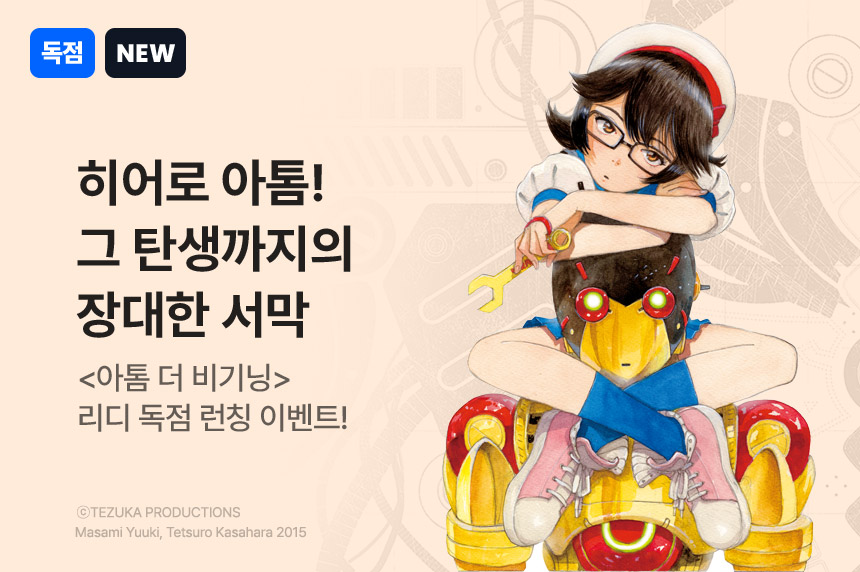 독점 NEW
히어로 아톰!
그 탄생까지의
장대한 서막
<아톰 더 비기닝>
리디 독점 런칭 이벤트!
ⓒTEZUKA PRODUCTIONS
Masami Yuuki, Tetsuro Kasahara 2015